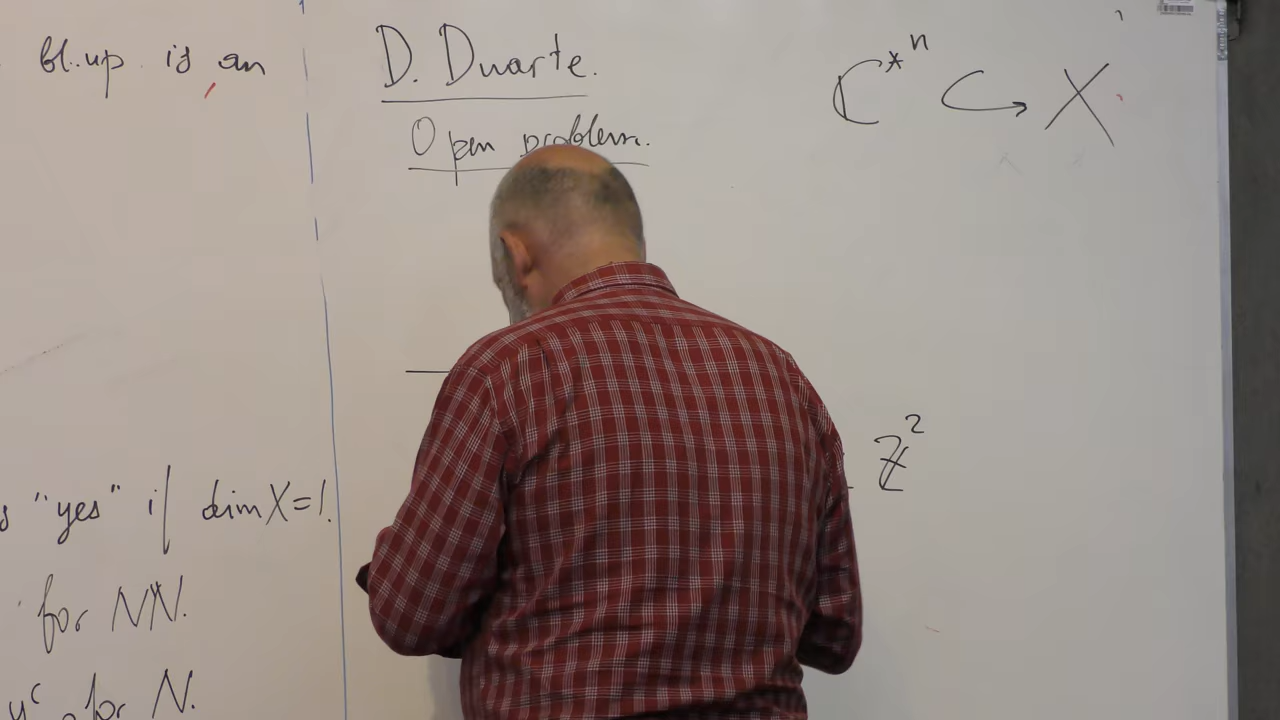 bl.up is an
"yes" if dim X=1.
for NN.
for N.
D. Duarte.
Open problem.
ℂ*ⁿ ↪ X
ℤ²